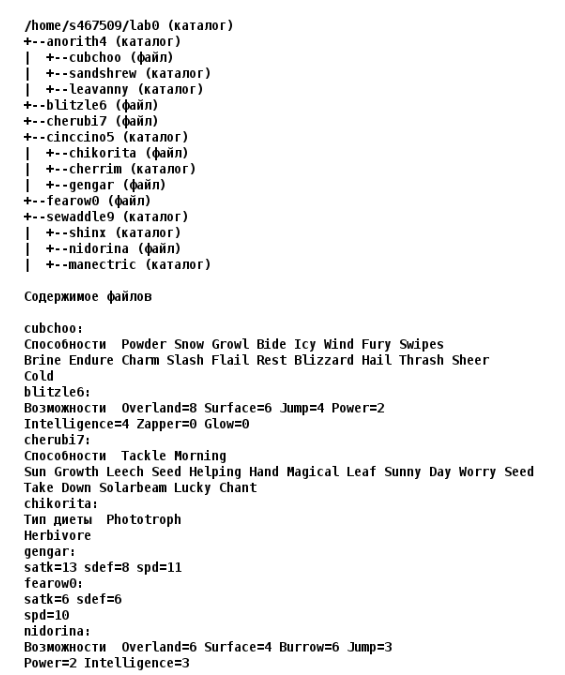 /home/s467509/lab0 (каталог)
+--anorith4 (каталог)
|  +--cubchoo (файл)
|  +--sandshrew (каталог)
|  +--leavanny (каталог)
+--blitzle6 (файл)
+--cherubi7 (файл)
+--cinccino5 (каталог)
|  +--chikorita (файл)
|  +--cherrim (каталог)
|  +--gengar (файл)
+--fearow0 (файл)
+--sewaddle9 (каталог)
|  +--shinx (каталог)
|  +--nidorina (файл)
|  +--manectric (каталог)
Содержимое файлов
cubchoo:
Способности  Powder Snow Growl Bide Icy Wind Fury Swipes
Brine Endure Charm Slash Flail Rest Blizzard Hail Thrash Sheer
Cold
blitzle6:
Возможности  Overland=8 Surface=6 Jump=4 Power=2
Intelligence=4 Zapper=0 Glow=0
cherubi7:
Способности  Tackle Morning
Sun Growth Leech Seed Helping Hand Magical Leaf Sunny Day Worry Seed
Take Down Solarbeam Lucky Chant
chikorita:
Тип диеты  Phototroph
Herbivore
gengar:
satk=13 sdef=8 spd=11
fearow0:
satk=6 sdef=6
spd=10
nidorina:
Возможности  Overland=6 Surface=4 Burrow=6 Jump=3
Power=2 Intelligence=3